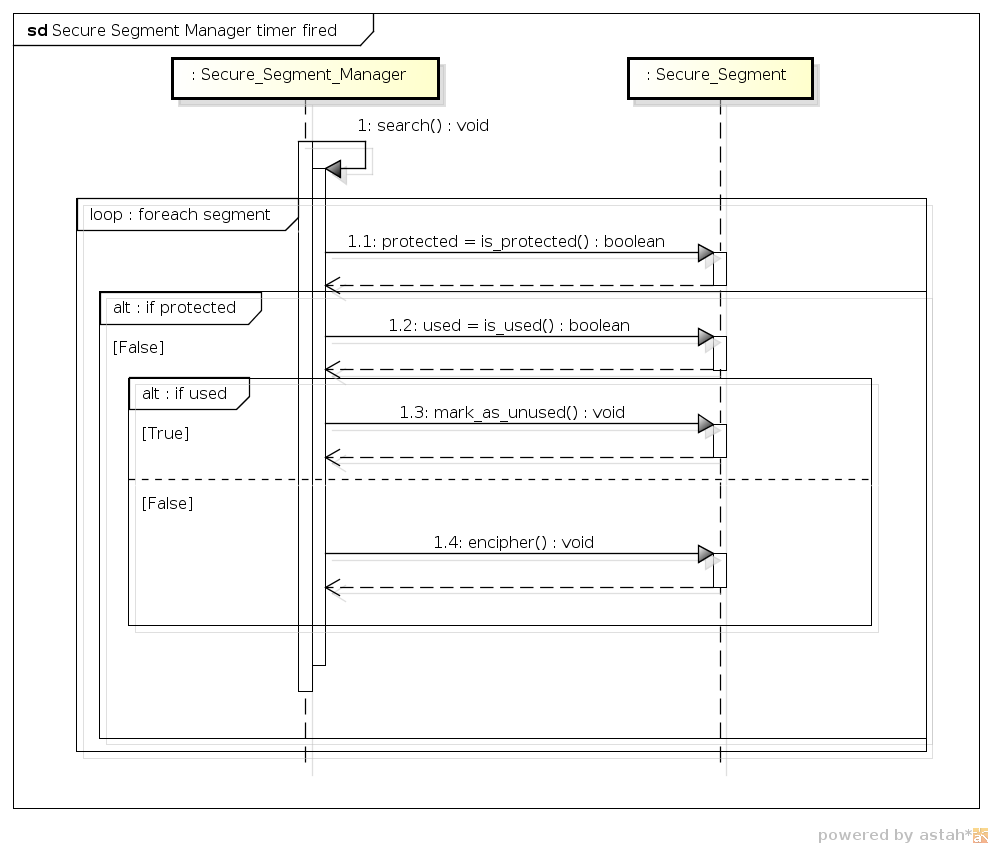 sd Secure Segment Manager timer fired
: Secure_Segment_Manager
: Secure_Segment
1: search() : void
loop : foreach segment
1.1: protected = is_protected() : boolean
alt : if protected
1.2: used = is_used() : boolean
[False]
alt : if used
1.3: mark_as_unused() : void
[True]
[False]
1.4: encipher() : void
powered by astah*